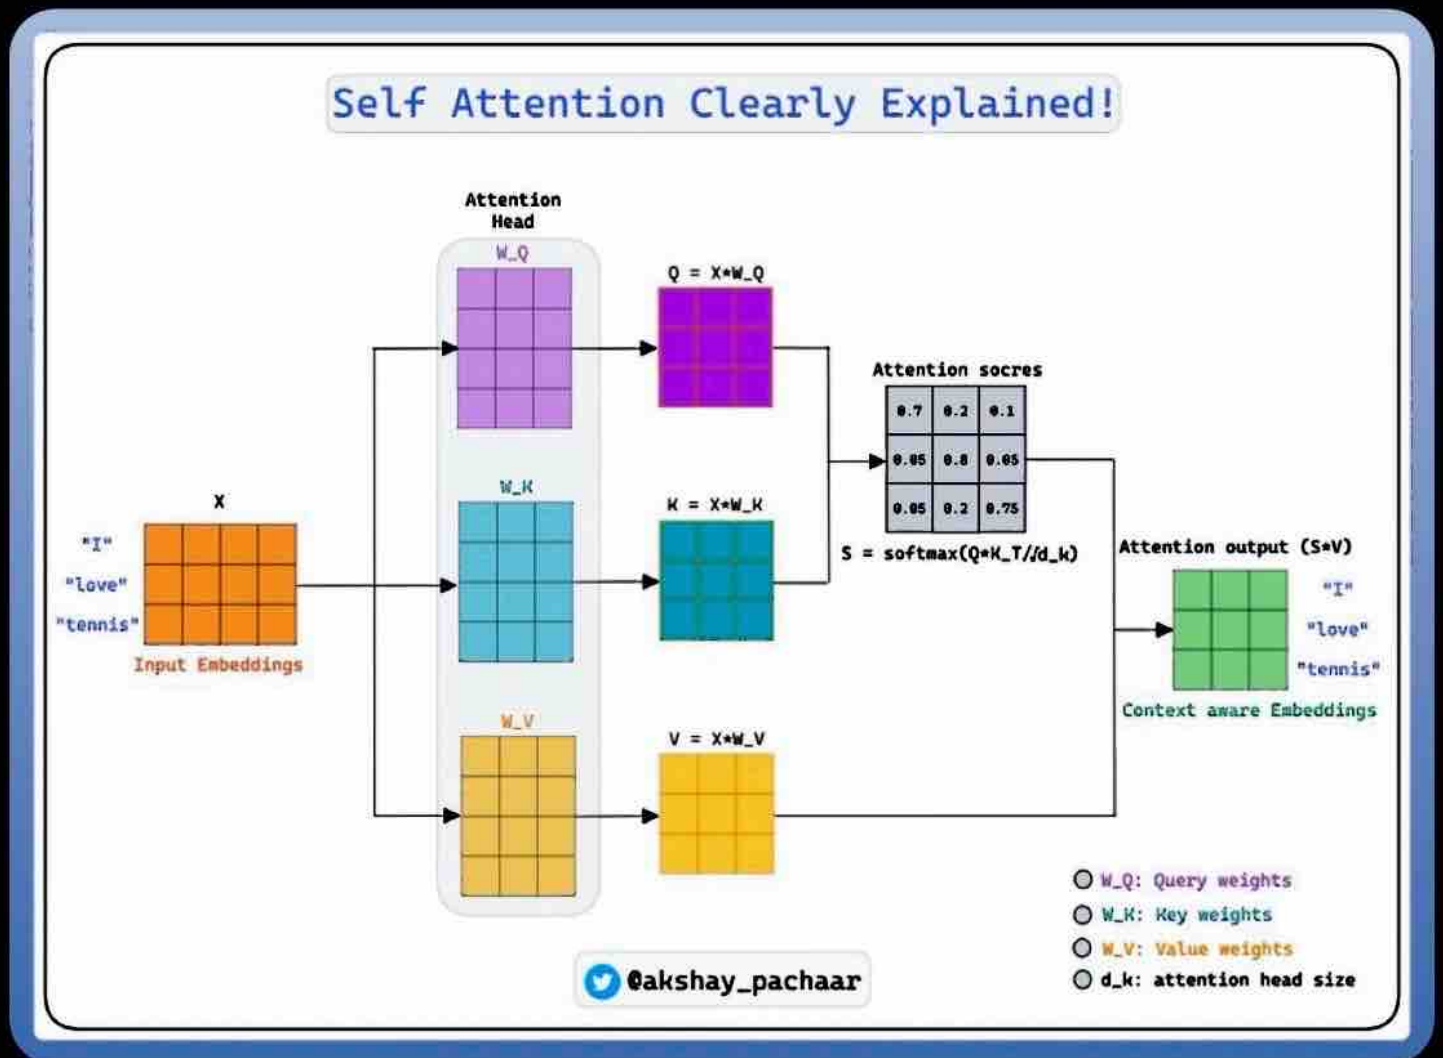 Self Attention Clearly Explained!
Attention
Head
W_Q
Q = X*W_Q
Attention socres
0.7 0.2 0.1
0.05 0.8 0.05
0.05 0.2 0.75
S = softmax(Q*K_T/√d_k)
W_K
K = X*W_K
X
"I"
"love"
"tennis"
Input Embeddings
Attention output (S*V)
"I"
"love"
"tennis"
Context aware Embeddings
W_V
V = X*W_V
W_Q: Query weights
W_K: Key weights
W_V: Value weights
d_k: attention head size
@akshay_pachaar